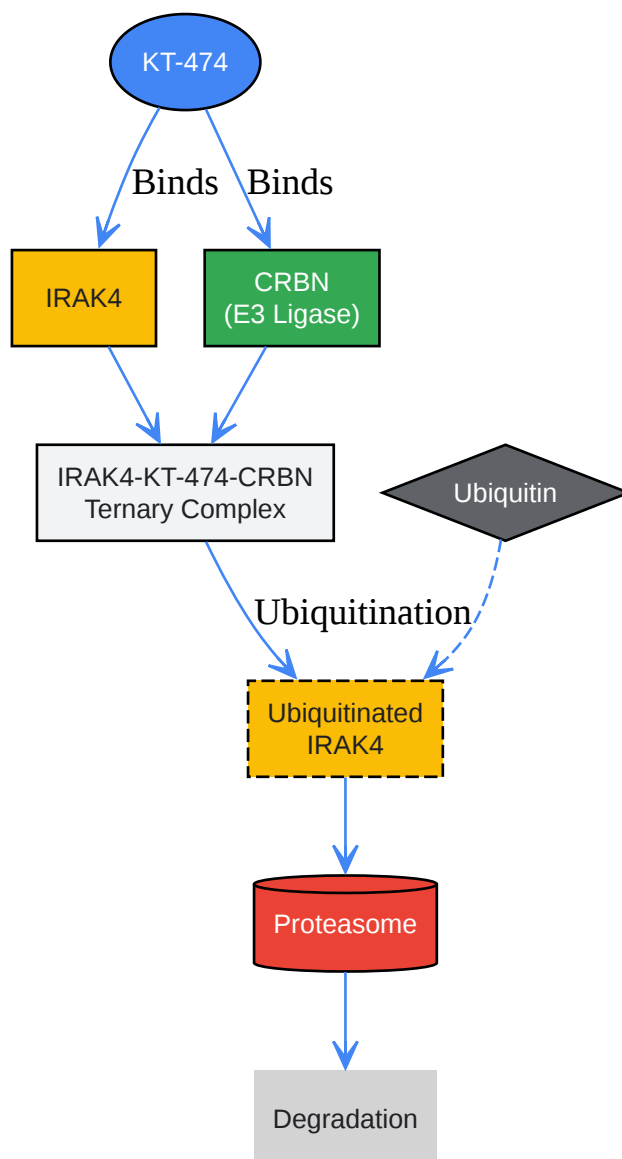 KT-474
Binds
Binds
IRAK4
CRBN
(E3 Ligase)
IRAK4-KT-474-CRBN
Ternary Complex
Ubiquitin
Ubiquitination
Ubiquitinated
IRAK4
Proteasome
Degradation